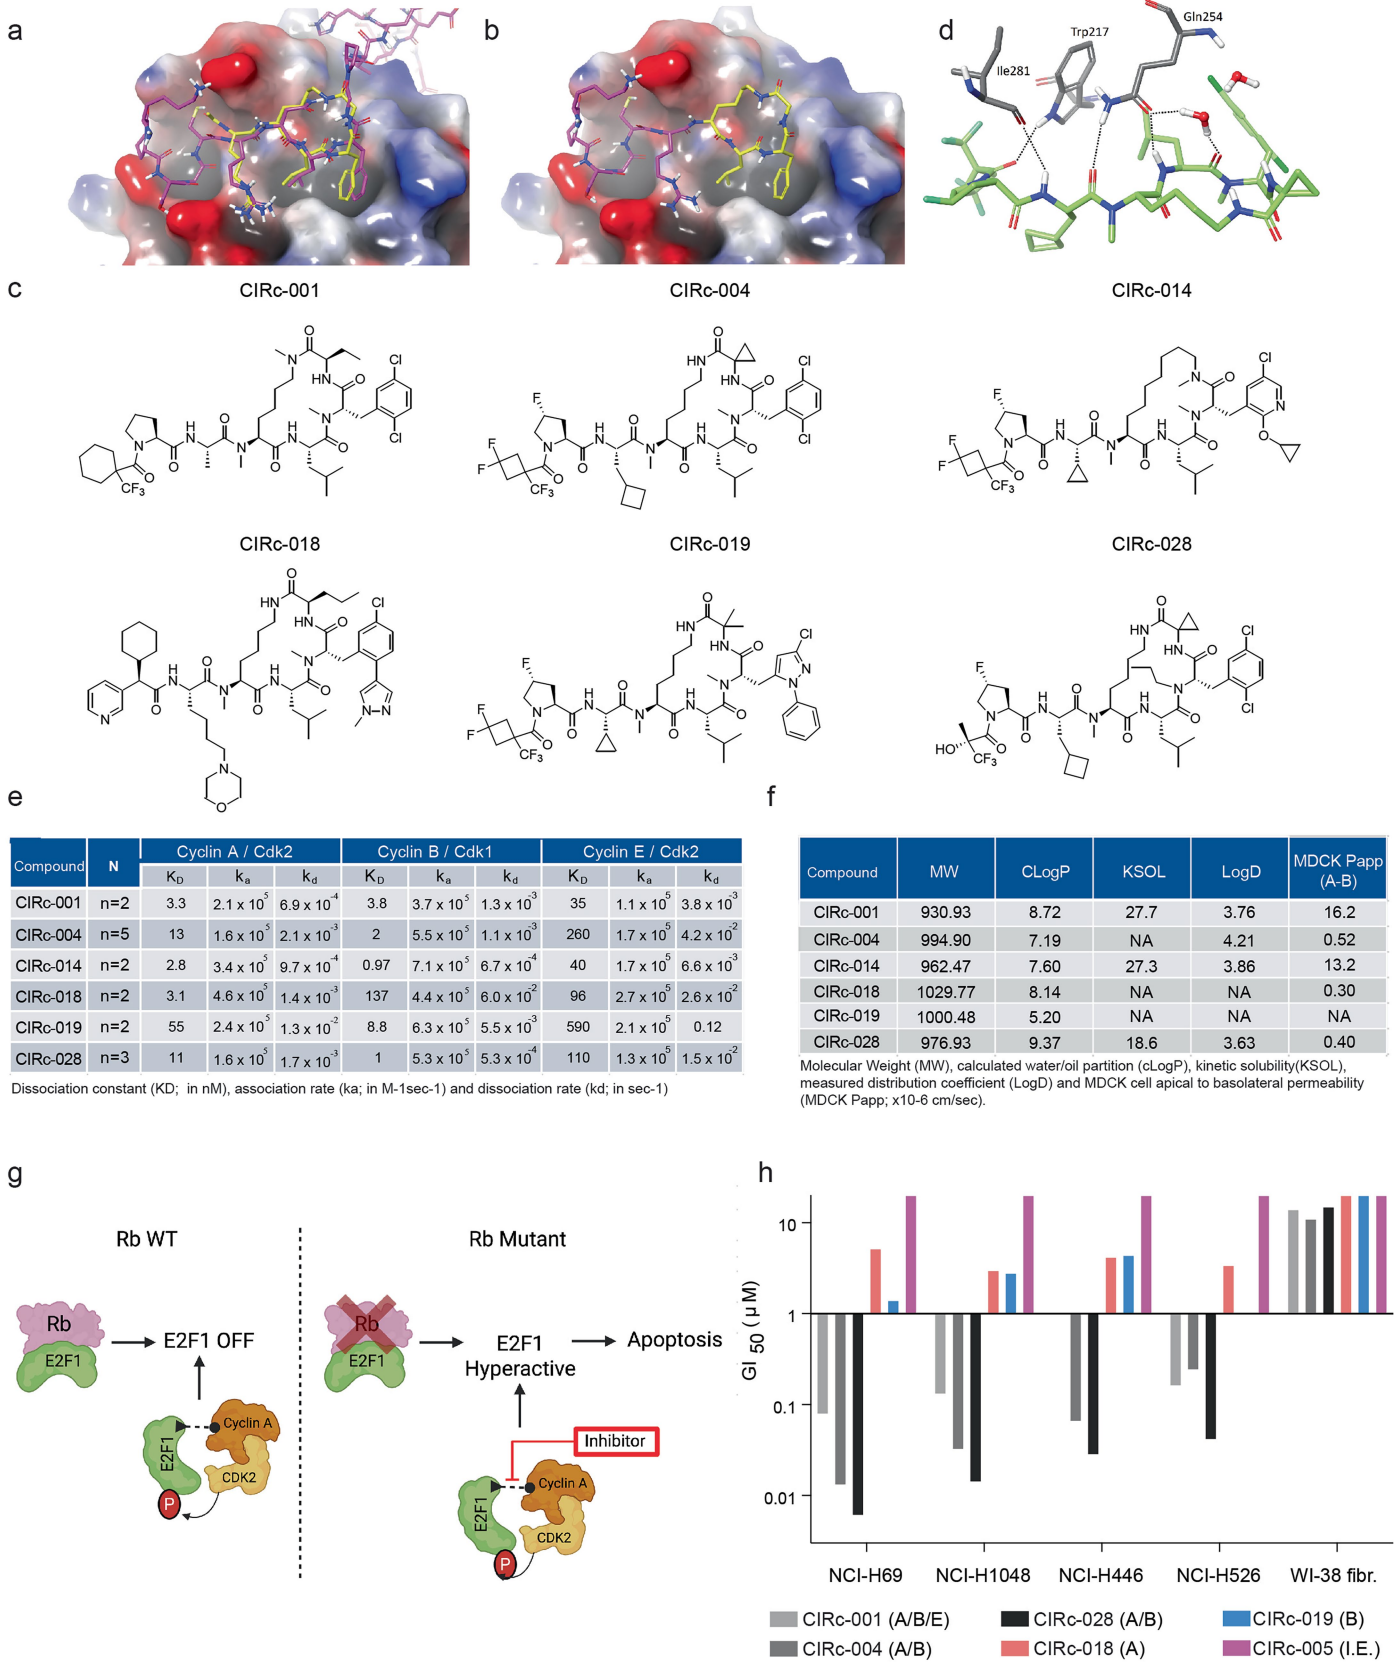 a
b
d
Ile281
Trp217
Gln254
c
CIRc-001
CIRc-004
CIRc-014
CIRc-018
CIRc-019
CIRc-028
e
Compound N Cyclin A / Cdk2 Cyclin B / Cdk1 Cyclin E / Cdk2
KD ka kd KD ka kd KD ka kd
CIRc-001 n=2 3.3 2.1 x 10^5 6.9 x 10^-4 3.8 3.7 x 10^5 1.3 x 10^-3 35 1.1 x 10^5 3.8 x 10^-3
CIRc-004 n=5 13 1.6 x 10^5 2.1 x 10^-3 2 5.5 x 10^5 1.1 x 10^-3 260 1.7 x 10^5 4.2 x 10^-2
CIRc-014 n=2 2.8 3.4 x 10^5 9.7 x 10^-4 0.97 7.1 x 10^5 6.7 x 10^-4 40 1.7 x 10^5 6.6 x 10^-3
CIRc-018 n=2 3.1 4.6 x 10^5 1.4 x 10^-3 137 4.4 x 10^5 6.0 x 10^-2 96 2.7 x 10^5 2.6 x 10^-2
CIRc-019 n=2 55 2.4 x 10^5 1.3 x 10^-2 8.8 6.3 x 10^5 5.5 x 10^-3 590 2.1 x 10^5 0.12
CIRc-028 n=3 11 1.6 x 10^5 1.7 x 10^-3 1 5.3 x 10^5 5.3 x 10^-4 110 1.3 x 10^5 1.5 x 10^-2
Dissociation constant (KD; in nM), association rate (ka; in M-1sec-1) and dissociation rate (kd; in sec-1)
f
Compound MW CLogP KSOL LogD MDCK Papp (A-B)
CIRc-001 930.93 8.72 27.7 3.76 16.2
CIRc-004 994.90 7.19 NA 4.21 0.52
CIRc-014 962.47 7.60 27.3 3.86 13.2
CIRc-018 1029.77 8.14 NA NA 0.30
CIRc-019 1000.48 5.20 NA NA NA
CIRc-028 976.93 9.37 18.6 3.63 0.40
Molecular Weight (MW), calculated water/oil partition (cLogP), kinetic solubility(KSOL),
measured distribution coefficient (LogD) and MDCK cell apical to basolateral permeability
(MDCK Papp; x10-6 cm/sec).
g
Rb WT
Rb Mutant
Rb
E2F1
E2F1 OFF
E2F1
Cyclin A
CDK2
P
Rb
E2F1
E2F1
Hyperactive
Apoptosis
Inhibitor
E2F1
Cyclin A
CDK2
P
h
GI 50 (µM)
10
1
0.1
0.01
NCI-H69 NCI-H1048 NCI-H446 NCI-H526 WI-38 fibr.
CIRc-001 (A/B/E) CIRc-028 (A/B) CIRc-019 (B)
CIRc-004 (A/B) CIRc-018 (A) CIRc-005 (I.E.)